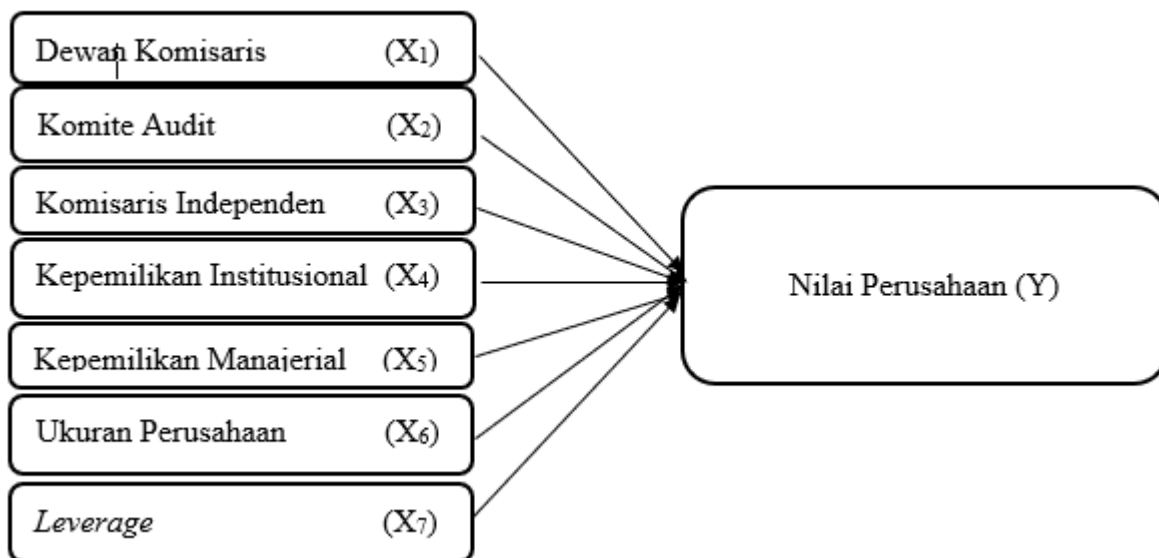 Dewan Komisaris (X₁)
Komite Audit (X₂)
Komisaris Independen (X₃)
Kepemilikan Institusional (X₄)
Kepemilikan Manajerial (X₅)
Ukuran Perusahaan (X₆)
Leverage (X₇)
Nilai Perusahaan (Y)